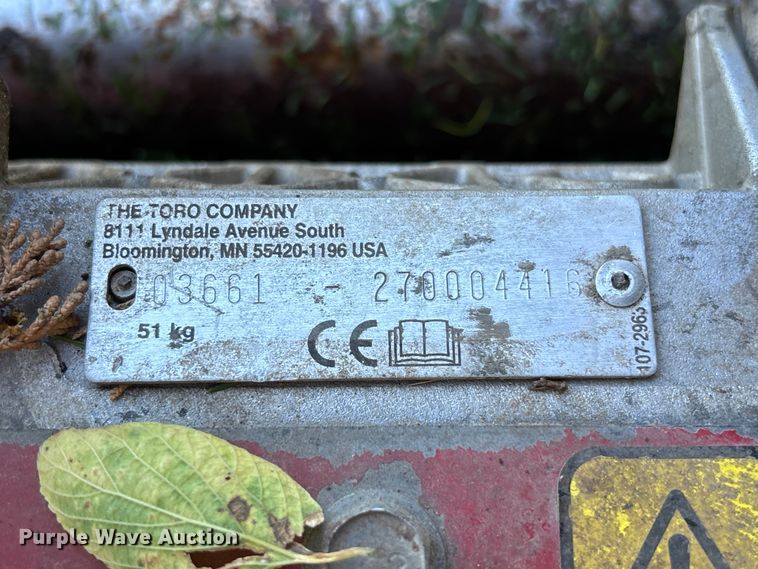 THE TORO COMPANY
8111 Lyndale Avenue South
Bloomington, MN 55420-1196 USA
03661 - 270004416
51 kg
CE
107-2963
Purple Wave Auction